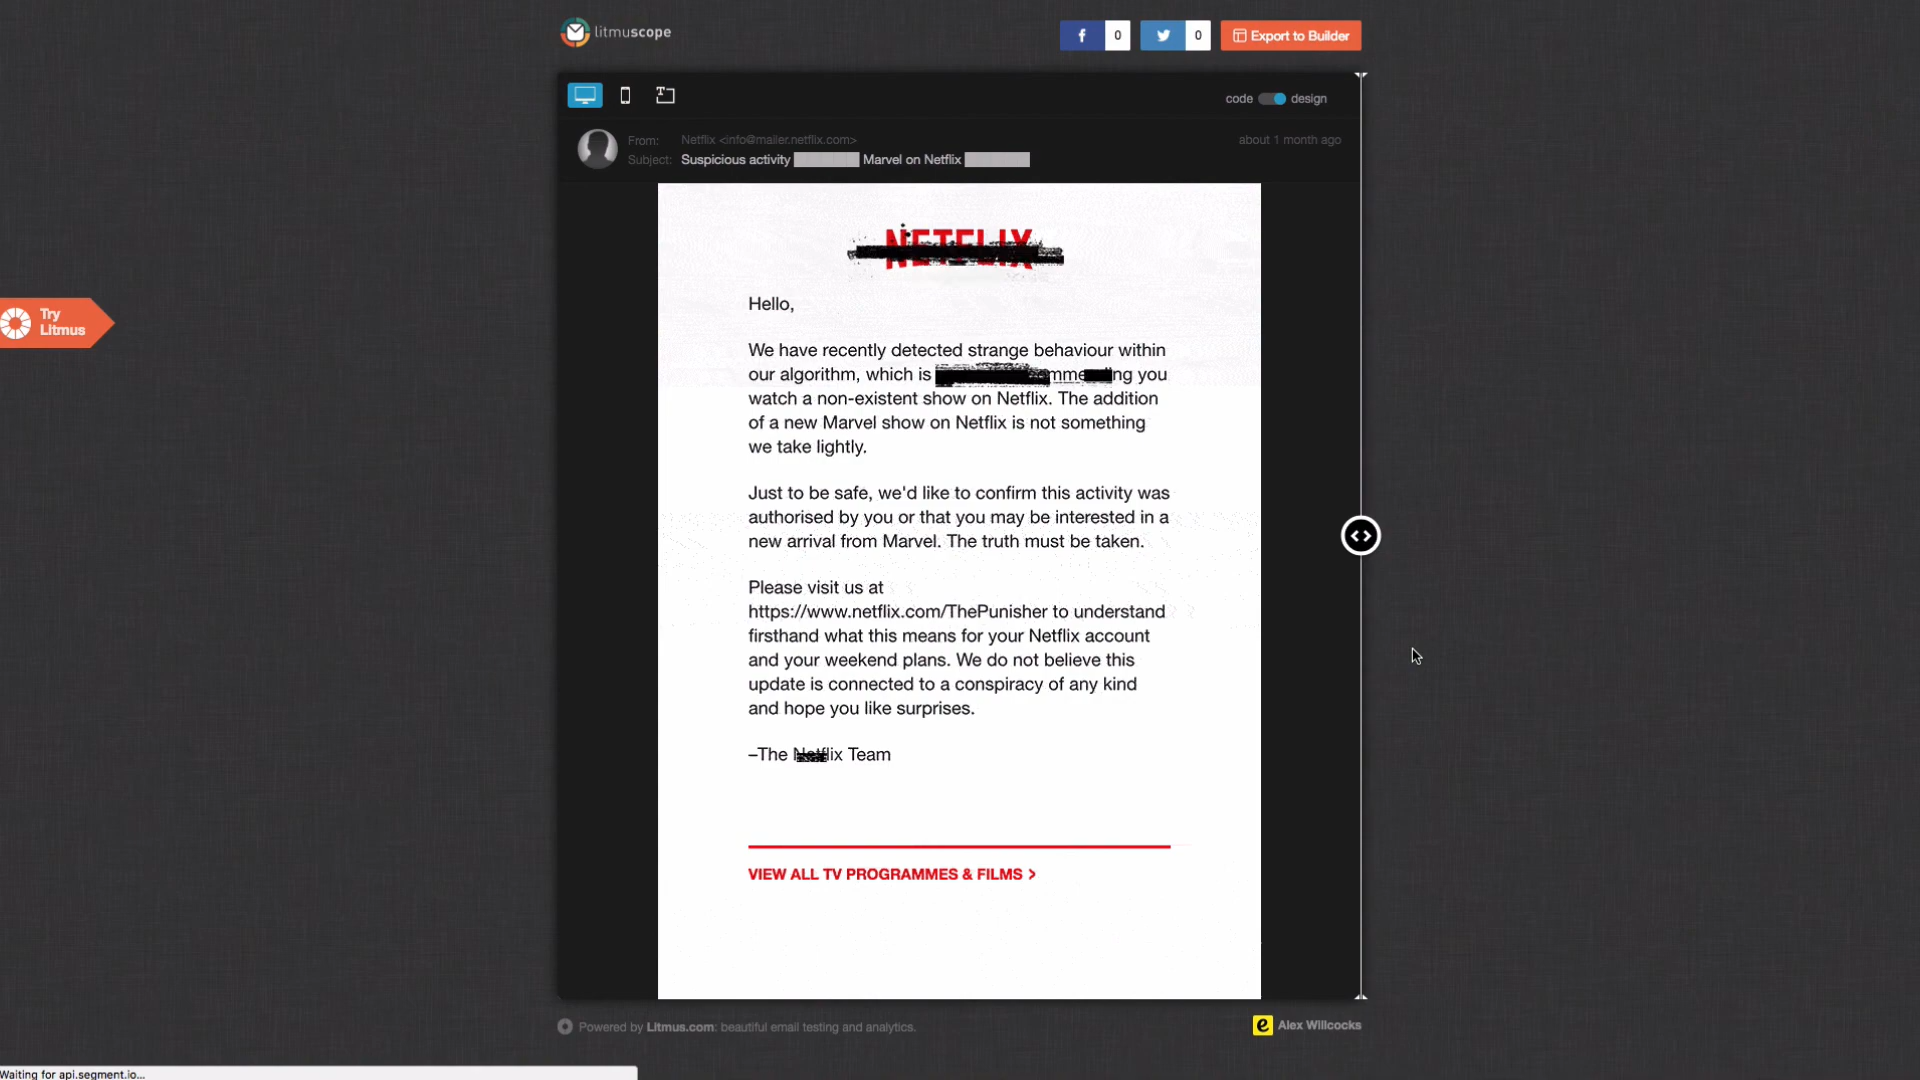 litmuscope
f 0
0
Export to Builder
code design
From: Netflix <info@mailer.netflix.com>
about 1 month ago
Subject: Suspicious activity Marvel on Netflix
NETFLIX
Try
Litmus
Hello,
We have recently detected strange behaviour within
our algorithm, which is you
watch a non-existent show on Netflix. The addition
of a new Marvel show on Netflix is not something
we take lightly.
Just to be safe, we'd like to confirm this activity was
authorised by you or that you may be interested in a
new arrival from Marvel. The truth must be taken.
Please visit us at
https://www.netflix.com/ThePunisher to understand
firsthand what this means for your Netflix account
and your weekend plans. We do not believe this
update is connected to a conspiracy of any kind
and hope you like surprises.
–The Netflix Team
VIEW ALL TV PROGRAMMES & FILMS >
Powered by Litmus.com: beautiful email testing and analytics.
e Alex Willcocks
Waiting for api.segment.io...